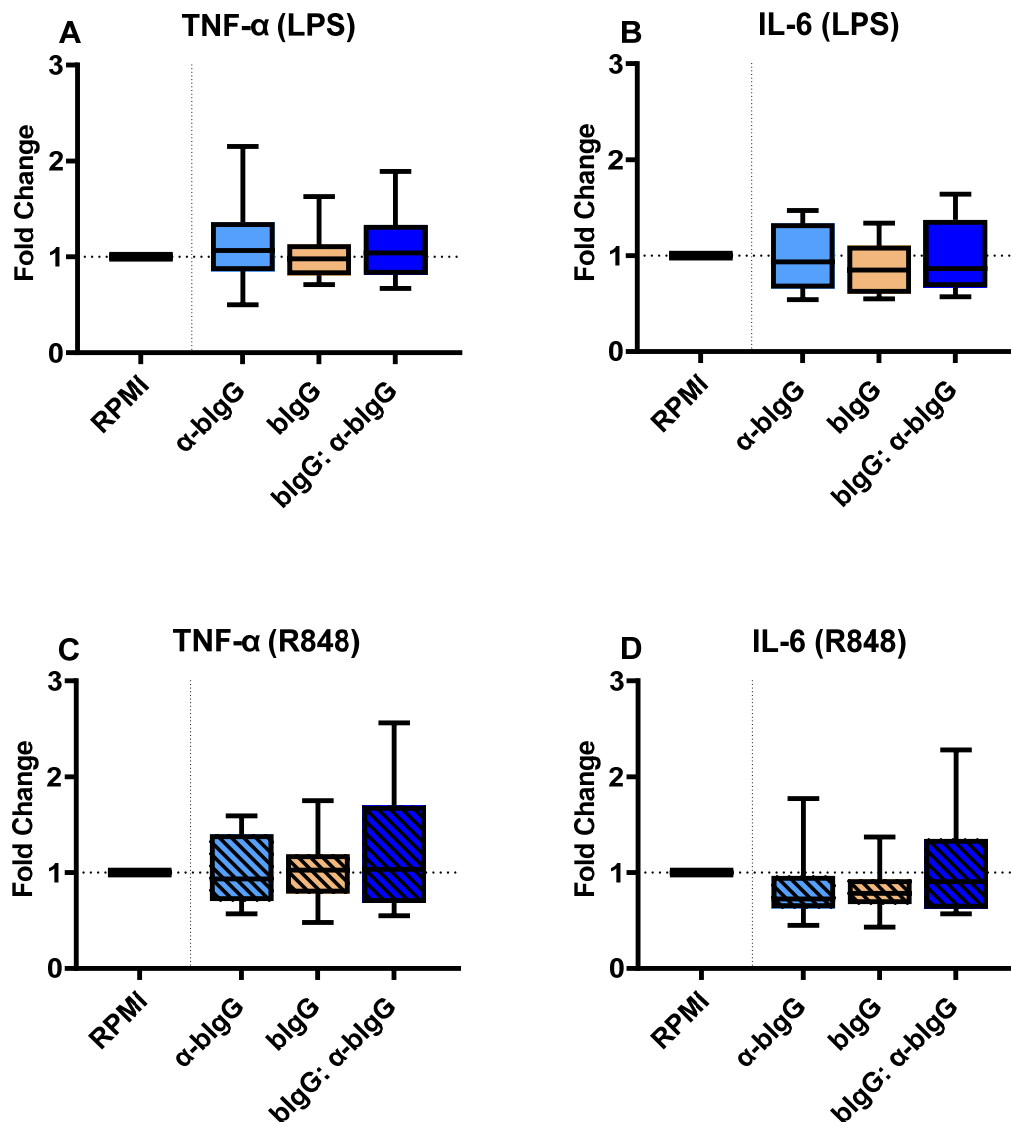 A
TNF-α (LPS)
Fold Change
3
2
1
0
RPMI
α-bIgG
bIgG
bIgG: α-bIgG
B
IL-6 (LPS)
Fold Change
3
2
1
0
RPMI
α-bIgG
bIgG
bIgG: α-bIgG
C
TNF-α (R848)
Fold Change
3
2
1
0
RPMI
α-bIgG
bIgG
bIgG: α-bIgG
D
IL-6 (R848)
Fold Change
3
2
1
0
RPMI
α-bIgG
bIgG
bIgG: α-bIgG